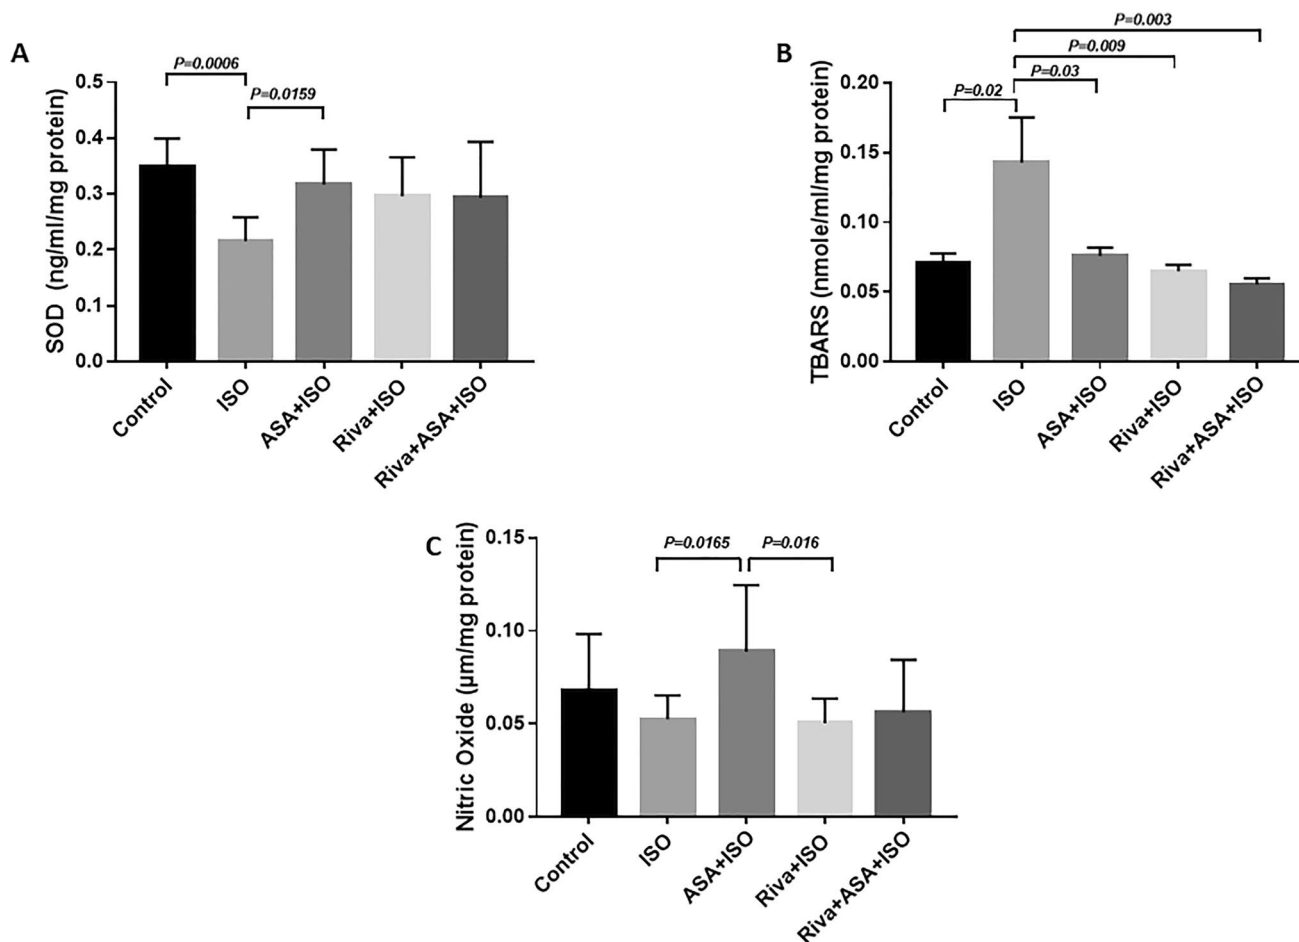 A
P=0.0006
P=0.0159
SOD (ng/ml/mg protein)
0.5
0.4
0.3
0.2
0.1
0.0
Control
ISO
ASA+ISO
Riva+ISO
Riva+ASA+ISO
B
P=0.003
P=0.009
P=0.03
P=0.02
TBARS (nmole/ml/mg protein)
0.20
0.15
0.10
0.05
0.00
Control
ISO
ASA+ISO
Riva+ISO
Riva+ASA+ISO
C
P=0.0165
P=0.016
Nitric Oxide (µm/mg protein)
0.15
0.10
0.05
0.00
Control
ISO
ASA+ISO
Riva+ISO
Riva+ASA+ISO